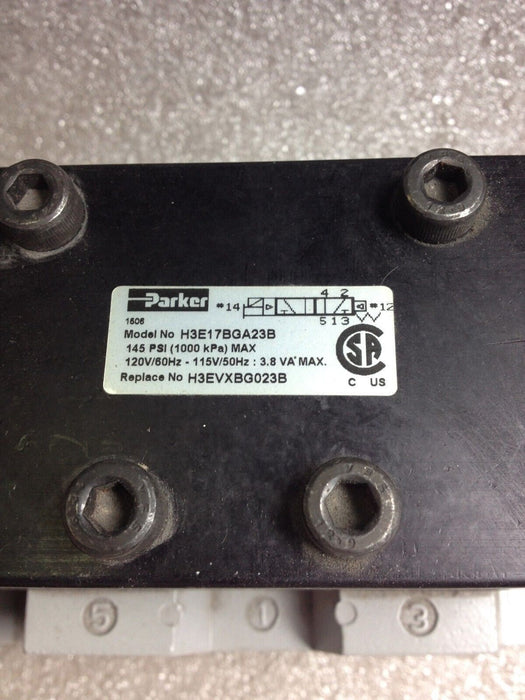 Parker
*14 4 2 *12
5 1 3
1506
Model No H3E17BGA23B
145 PSI (1000 kPa) MAX
120V/60Hz - 115V/50Hz : 3.8 VA* MAX.
Replace No H3EVXBG023B
SA
C US
5 1 3